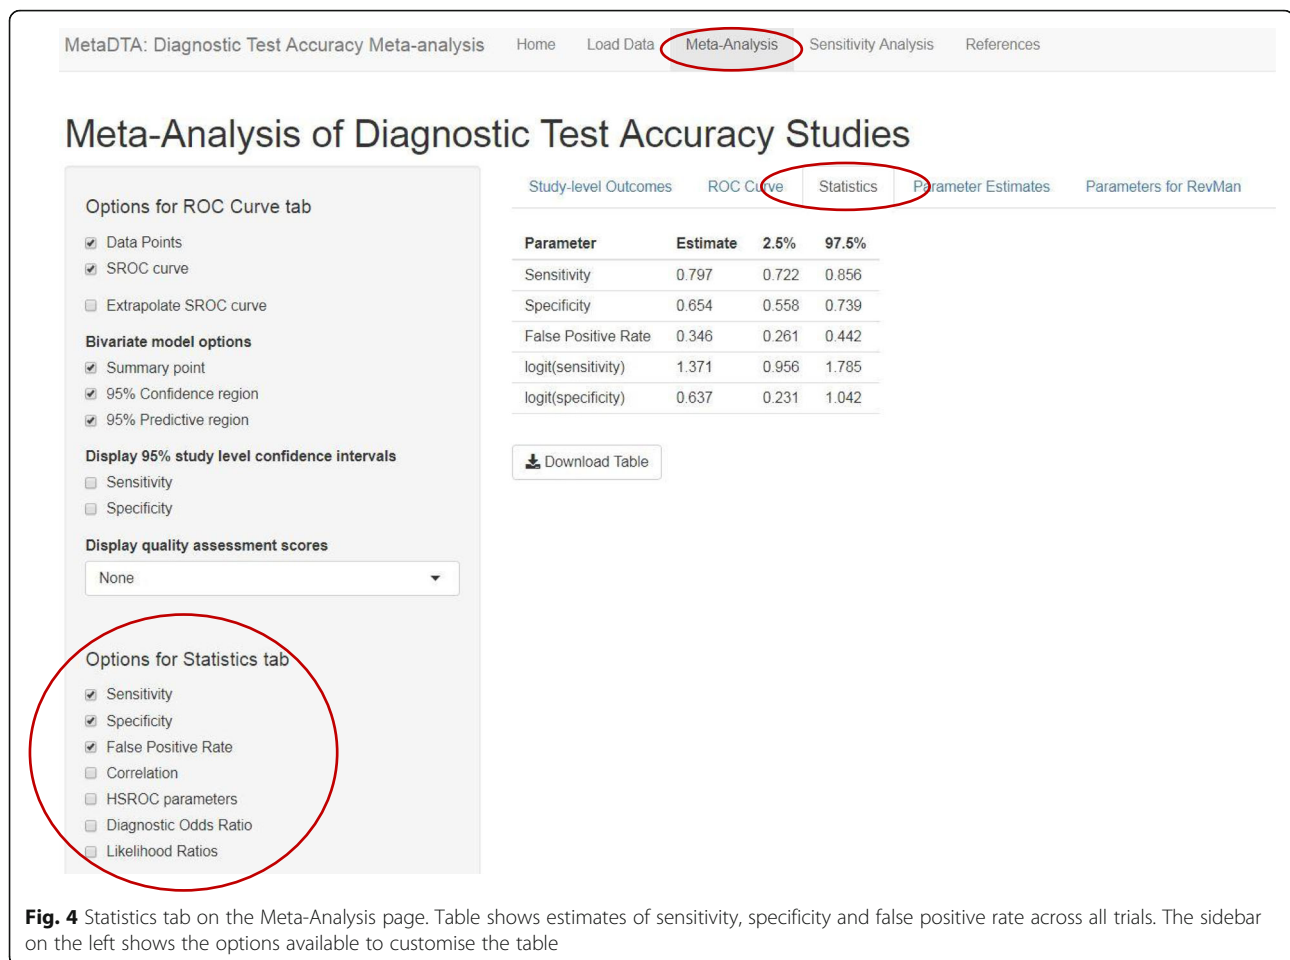 MetaDTA: Diagnostic Test Accuracy Meta-analysis Home Load Data Meta-Analysis Sensitivity Analysis References
Meta-Analysis of Diagnostic Test Accuracy Studies
Options for ROC Curve tab
Data Points
SROC curve
Extrapolate SROC curve
Bivariate model options
Summary point
95% Confidence region
95% Predictive region
Display 95% study level confidence intervals
Sensitivity
Specificity
Display quality assessment scores
None
Options for Statistics tab
Sensitivity
Specificity
False Positive Rate
Correlation
HSROC parameters
Diagnostic Odds Ratio
Likelihood Ratios
Study-level Outcomes ROC Curve Statistics Parameter Estimates Parameters for RevMan
Parameter Estimate 2.5% 97.5%
Sensitivity 0.797 0.722 0.856
Specificity 0.654 0.558 0.739
False Positive Rate 0.346 0.261 0.442
logit(sensitivity) 1.371 0.956 1.785
logit(specificity) 0.637 0.231 1.042
Download Table
Fig. 4 Statistics tab on the Meta-Analysis page. Table shows estimates of sensitivity, specificity and false positive rate across all trials. The sidebar
on the left shows the options available to customise the table